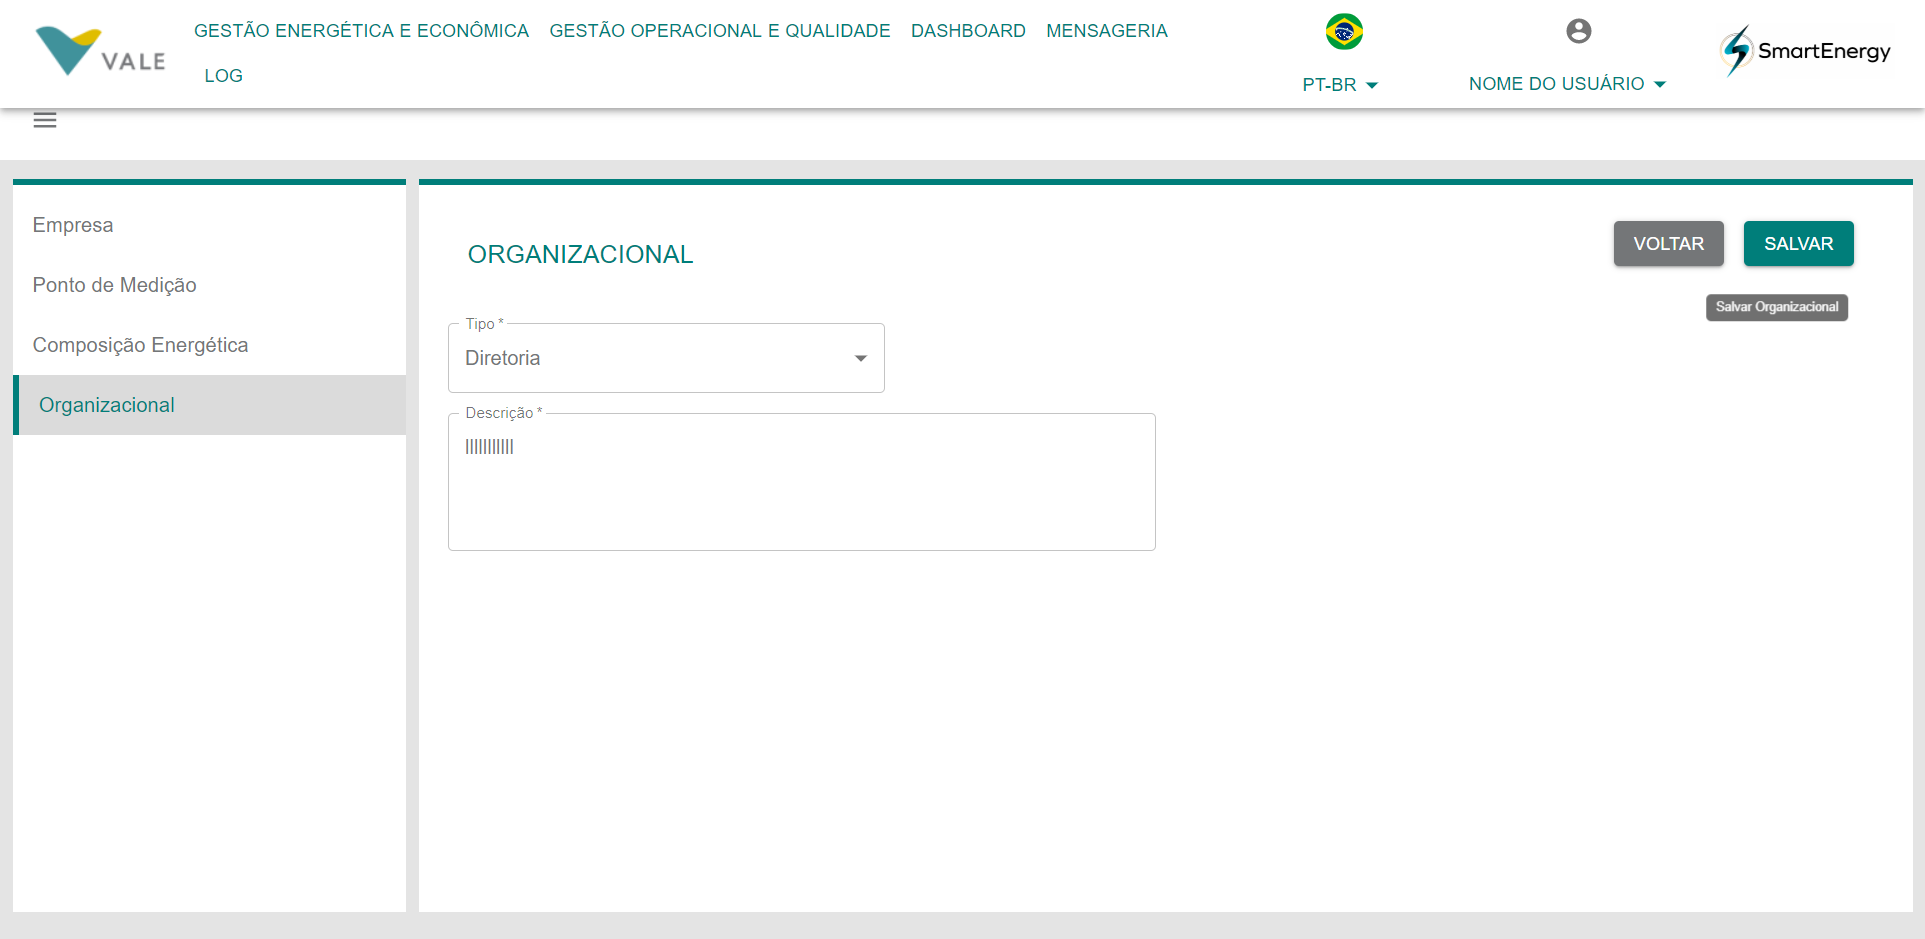 VALE
GESTÃO ENERGÉTICA E ECONÔMICA GESTÃO OPERACIONAL E QUALIDADE DASHBOARD MENSAGERIA
LOG
PT-BR
NOME DO USUÁRIO
SmartEnergy
Empresa
Ponto de Medição
Composição Energética
Organizacional
ORGANIZACIONAL
VOLTAR SALVAR
Salvar Organizacional
Tipo *
Diretoria
Descrição *
|||||||||||